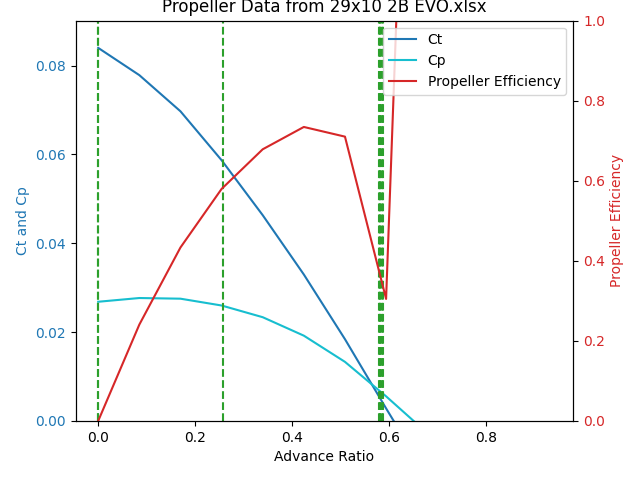 Propeller Data from 29x10 2B EVO.xlsx
Ct
Cp
Propeller Efficiency
0.08
0.06
0.04
0.02
0.00
Ct and Cp
1.0
0.8
0.6
0.4
0.2
0.0
Propeller Efficiency
0.0 0.2 0.4 0.6 0.8
Advance Ratio